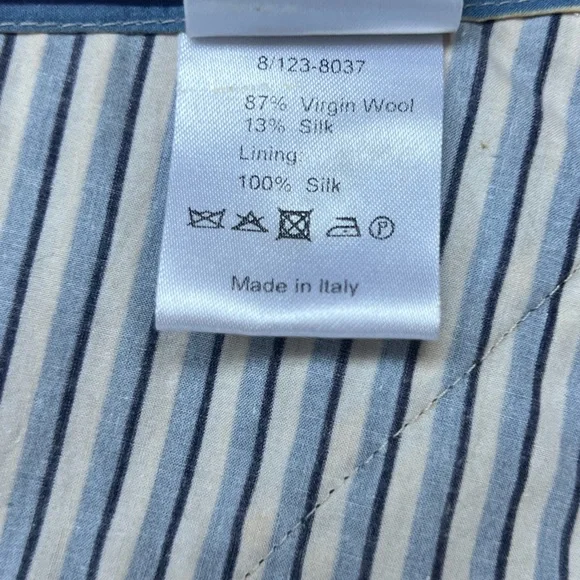 8/123-8037
87% Virgin Wool
13% Silk
Lining:
100% Silk
P
Made in Italy